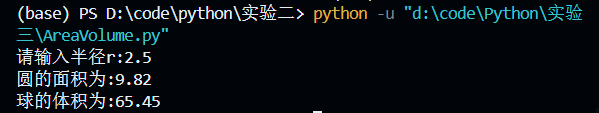 (base) PS D:\code\python\实验二> python -u "d:\code\Python\实验
三\AreaVolume.py"
请输入半径r:2.5
圆的面积为:9.82
球的体积为:65.45